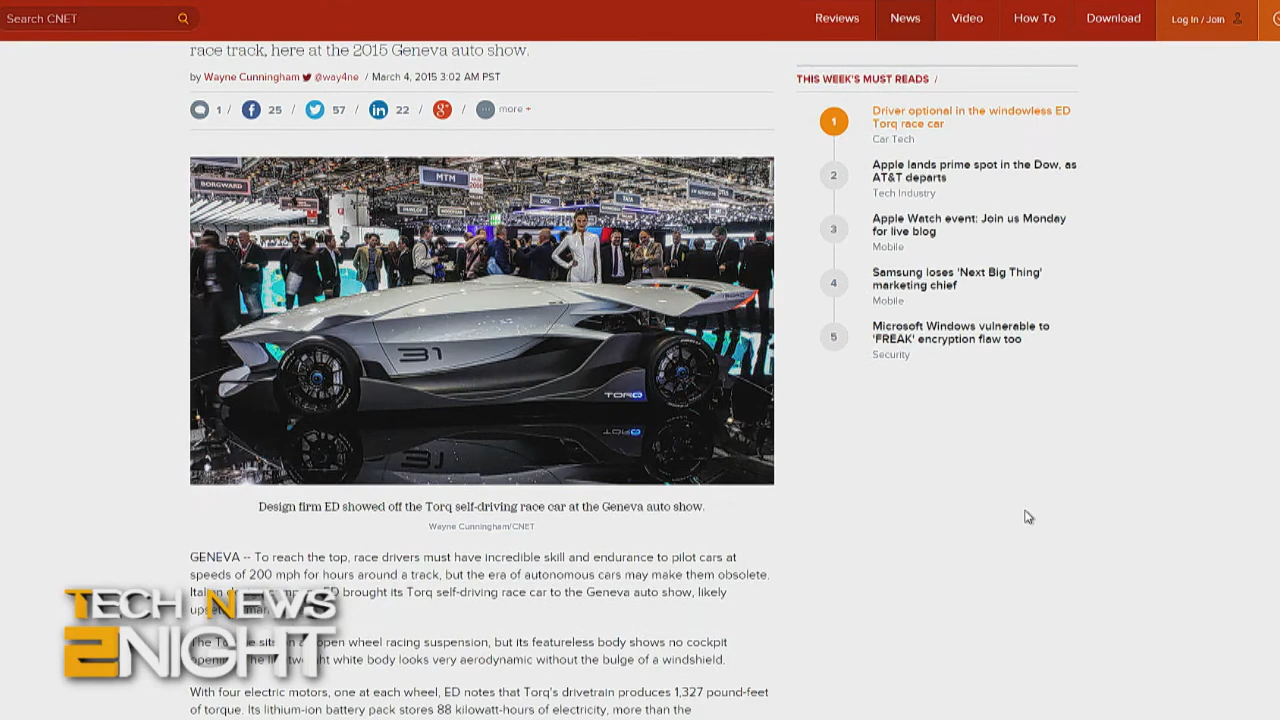 Search CNET
Reviews
News
Video
How To
Download
Log In / Join
race track, here at the 2015 Geneva auto show.
by Wayne Cunningham @way4ne / March 4, 2015 3:02 AM PST
1 / 25 / 57 / 22 / / more +
BORGWARD
MTM
31
TORQ
Design firm ED showed off the Torq self-driving race car at the Geneva auto show.
Wayne Cunningham/CNET
GENEVA -- To reach the top, race drivers must have incredible skill and endurance to pilot cars at
speeds of 200 mph for hours around a track, but the era of autonomous cars may make them obsolete.
ED brought its Torq self-driving race car to the Geneva auto show, likely
open wheel racing suspension, but its featureless body shows no cockpit
white body looks very aerodynamic without the bulge of a windshield.
With four electric motors, one at each wheel, ED notes that Torq's drivetrain produces 1,327 pound-feet
of torque. Its lithium-ion battery pack stores 88 kilowatt-hours of electricity, more than the
THIS WEEK'S MUST READS /
1
Driver optional in the windowless ED
Torq race car
Car Tech
2
Apple lands prime spot in the Dow, as
AT&T departs
Tech Industry
3
Apple Watch event: Join us Monday
for live blog
Mobile
4
Samsung loses 'Next Big Thing'
marketing chief
Mobile
5
Microsoft Windows vulnerable to
'FREAK' encryption flaw too
Security
TECH NEWS
2NIGHT